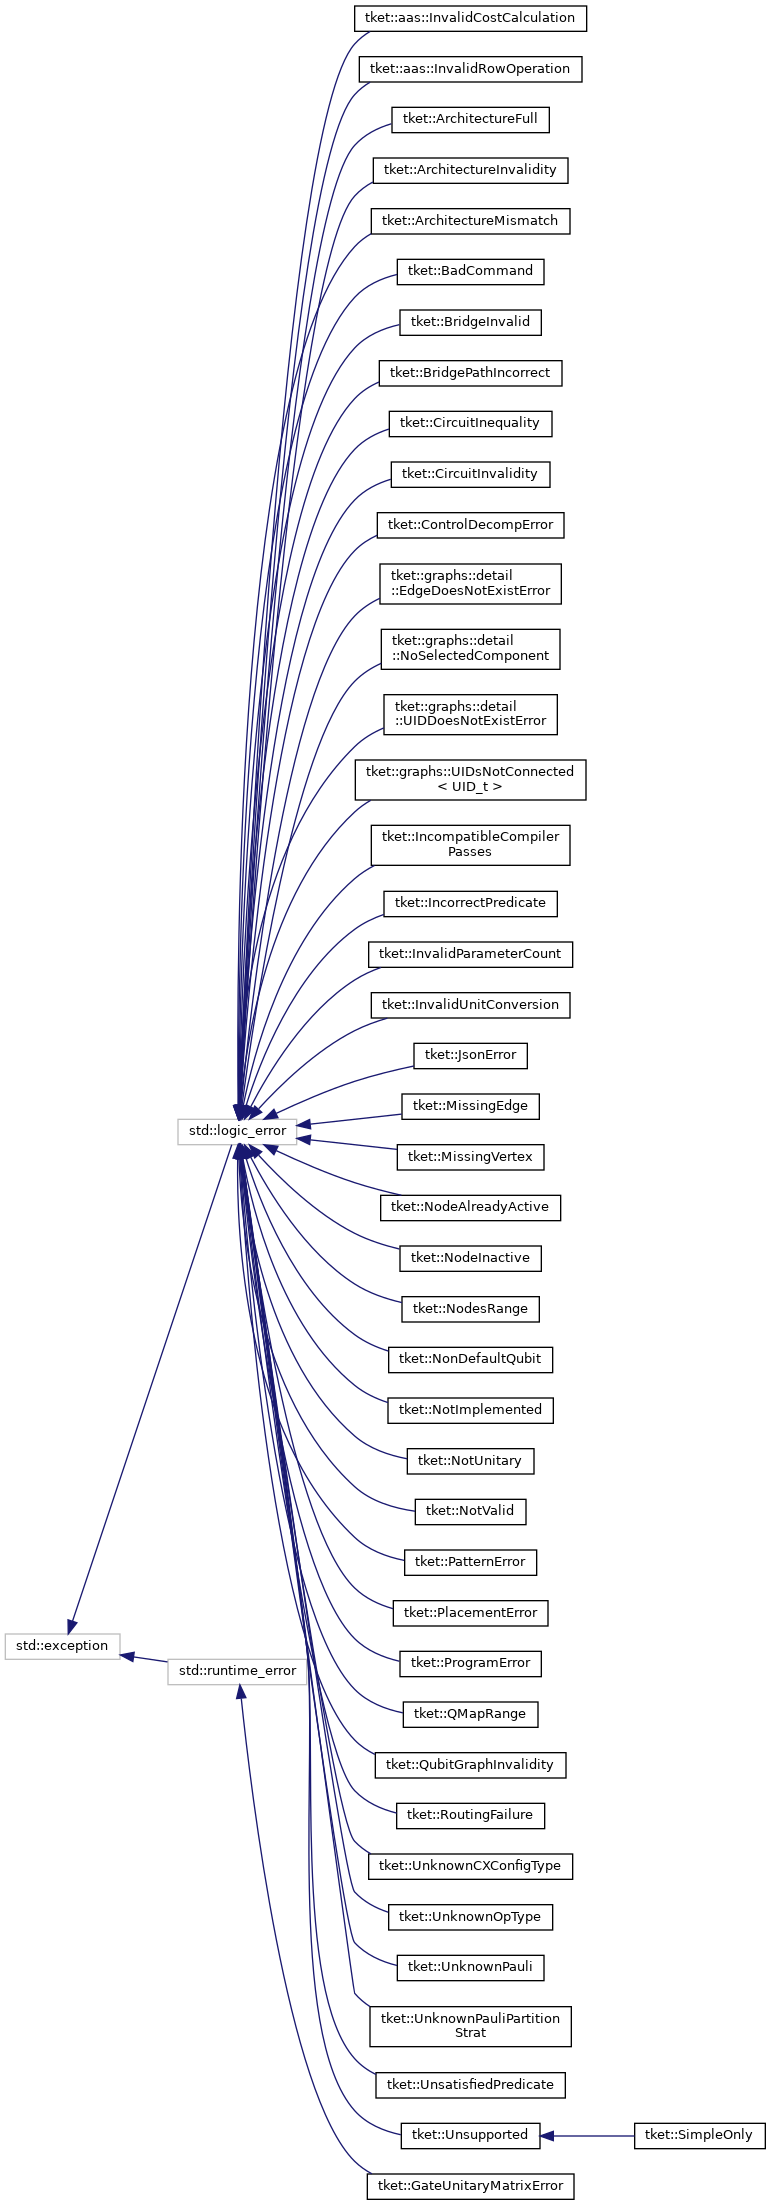 tket::aas::InvalidCostCalculation
tket::aas::InvalidRowOperation
tket::ArchitectureFull
tket::ArchitectureInvalidity
tket::ArchitectureMismatch
tket::BadCommand
tket::BridgeInvalid
tket::BridgePathIncorrect
tket::CircuitInequality
tket::CircuitInvalidity
tket::ControlDecompError
tket::graphs::detail
::EdgeDoesNotExistError
tket::graphs::detail
::NoSelectedComponent
tket::graphs::detail
::UIDDoesNotExistError
tket::graphs::UIDsNotConnected
< UID_t >
tket::IncompatibleCompiler
Passes
tket::IncorrectPredicate
tket::InvalidParameterCount
tket::InvalidUnitConversion
tket::JsonError
tket::MissingEdge
std::logic_error
tket::MissingVertex
tket::NodeAlreadyActive
tket::NodeInactive
tket::NodesRange
tket::NonDefaultQubit
tket::NotImplemented
tket::NotUnitary
tket::NotValid
tket::PatternError
tket::PlacementError
std::exception
tket::ProgramError
std::runtime_error
tket::QMapRange
tket::QubitGraphInvalidity
tket::RoutingFailure
tket::UnknownCXConfigType
tket::UnknownOpType
tket::UnknownPauli
tket::UnknownPauliPartition
Strat
tket::UnsatisfiedPredicate
tket::Unsupported
tket::SimpleOnly
tket::GateUnitaryMatrixError